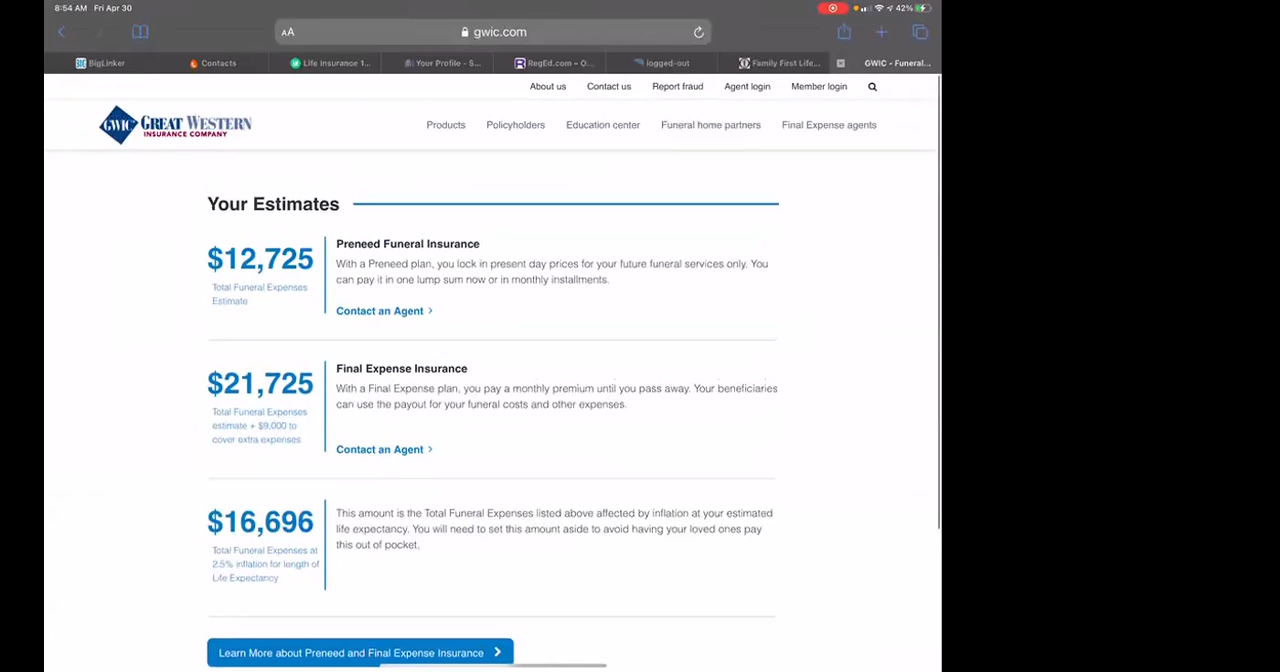 8:54 AM Fri Apr 30
42%
AA
gwic.com
BigLinker
Contacts
Life Insurance 1...
Your Profile - S...
RegEd.com – O...
logged-out
Family First Life...
GWIC - Funeral...
About us
Contact us
Report fraud
Agent login
Member login
GWIC GREAT WESTERN
INSURANCE COMPANY
Products
Policyholders
Education center
Funeral home partners
Final Expense agents
Your Estimates
$12,725
Total Funeral Expenses
Estimate
Preneed Funeral Insurance
With a Preneed plan, you lock in present day prices for your future funeral services only. You
can pay it in one lump sum now or in monthly installments.
Contact an Agent
$21,725
Total Funeral Expenses
estimate + $9,000 to
cover extra expenses
Final Expense Insurance
With a Final Expense plan, you pay a monthly premium until you pass away. Your beneficiaries
can use the payout for your funeral costs and other expenses.
Contact an Agent
$16,696
Total Funeral Expenses at
2.5% inflation for length of
Life Expectancy
This amount is the Total Funeral Expenses listed above affected by inflation at your estimated
life expectancy. You will need to set this amount aside to avoid having your loved ones pay
this out of pocket.
Learn More about Preneed and Final Expense Insurance